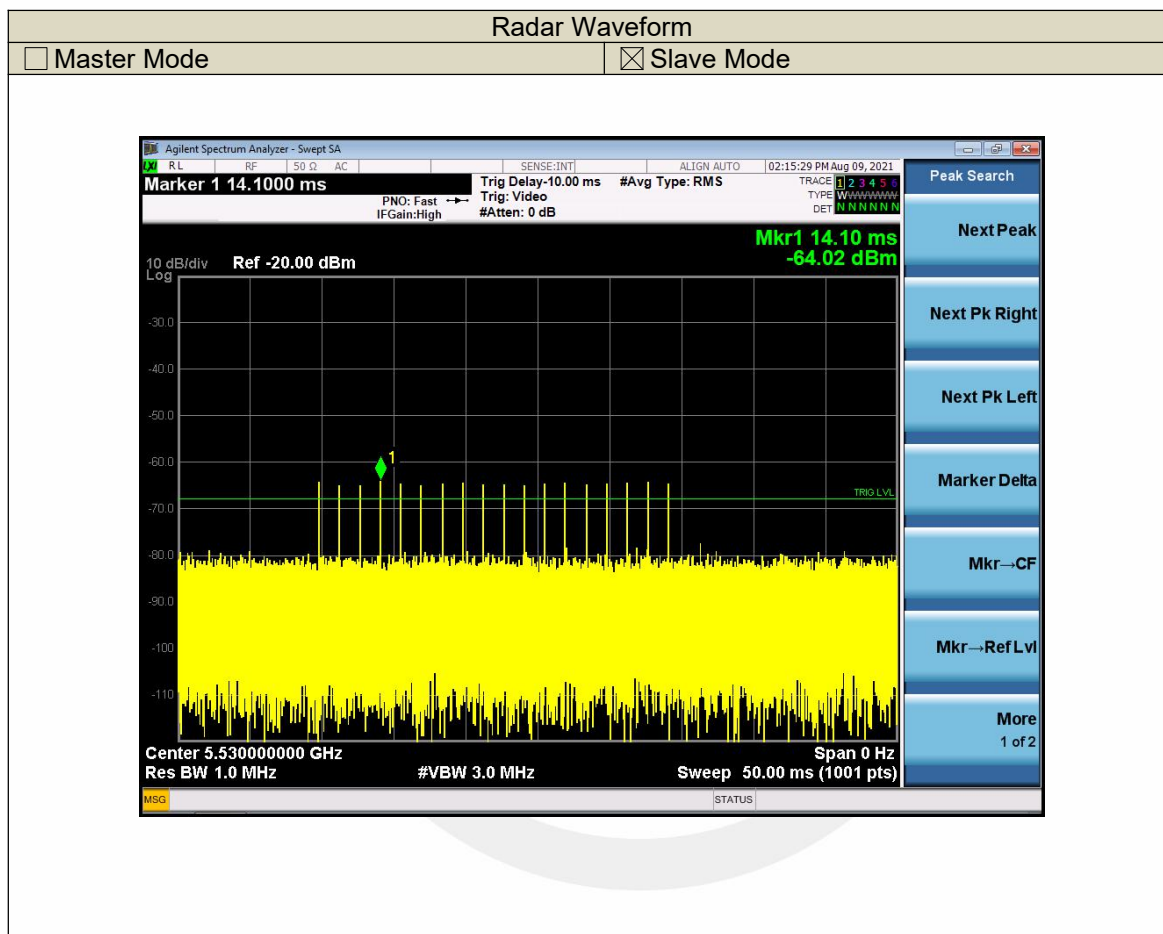 Radar Waveform
Master Mode
Slave Mode
Agilent Spectrum Analyzer - Swept SA
LXI RL RF 50 Ω AC SENSE:INT ALIGN AUTO 02:15:29 PM Aug 09, 2021
Marker 1 14.1000 ms
PNO: Fast
IFGain:High
Trig Delay-10.00 ms
Trig: Video
#Atten: 0 dB
#Avg Type: RMS
TRACE 1 2 3 4 5 6
TYPE WWWWWW
DET N N N N N N
Mkr1 14.10 ms
-64.02 dBm
10 dB/div Ref -20.00 dBm
Log
-30.0
-40.0
-50.0
-60.0
-70.0
-80.0
-90.0
-100
-110
1
TRIG LVL
Center 5.530000000 GHz
Span 0 Hz
Res BW 1.0 MHz
#VBW 3.0 MHz
Sweep 50.00 ms (1001 pts)
MSG
STATUS
Peak Search
Next Peak
Next Pk Right
Next Pk Left
Marker Delta
Mkr→CF
Mkr→Ref Lvl
More
1 of 2